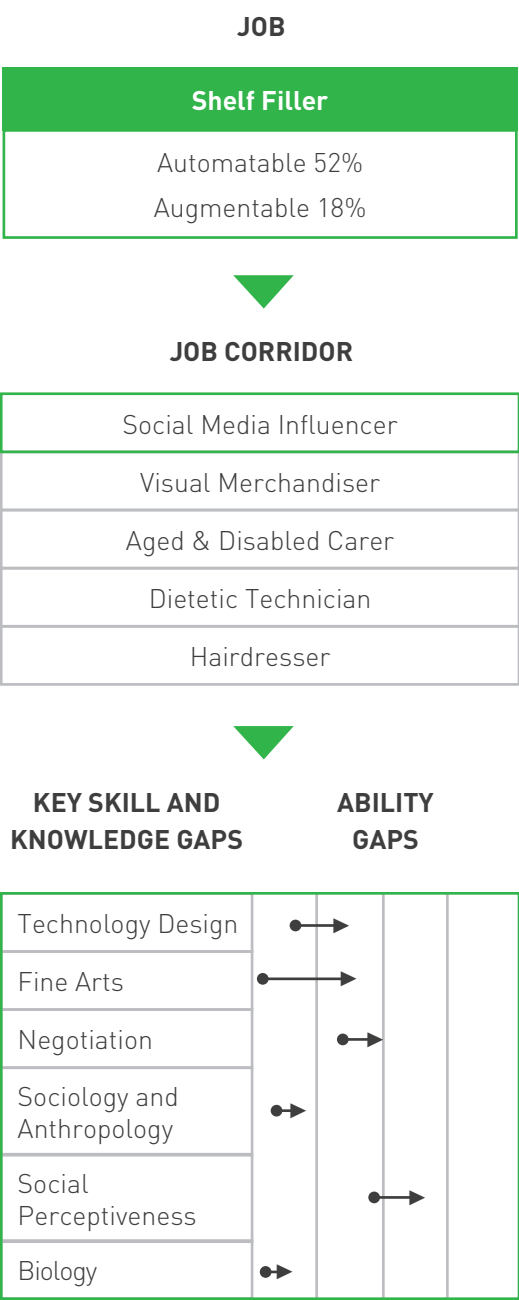 JOB
Shelf Filler
Automatable 52%
Augmentable 18%
JOB CORRIDOR
Social Media Influencer
Visual Merchandiser
Aged & Disabled Carer
Dietetic Technician
Hairdresser
KEY SKILL AND
KNOWLEDGE GAPS
ABILITY
GAPS
Technology Design
Fine Arts
Negotiation
Sociology and
Anthropology
Social
Perceptiveness
Biology